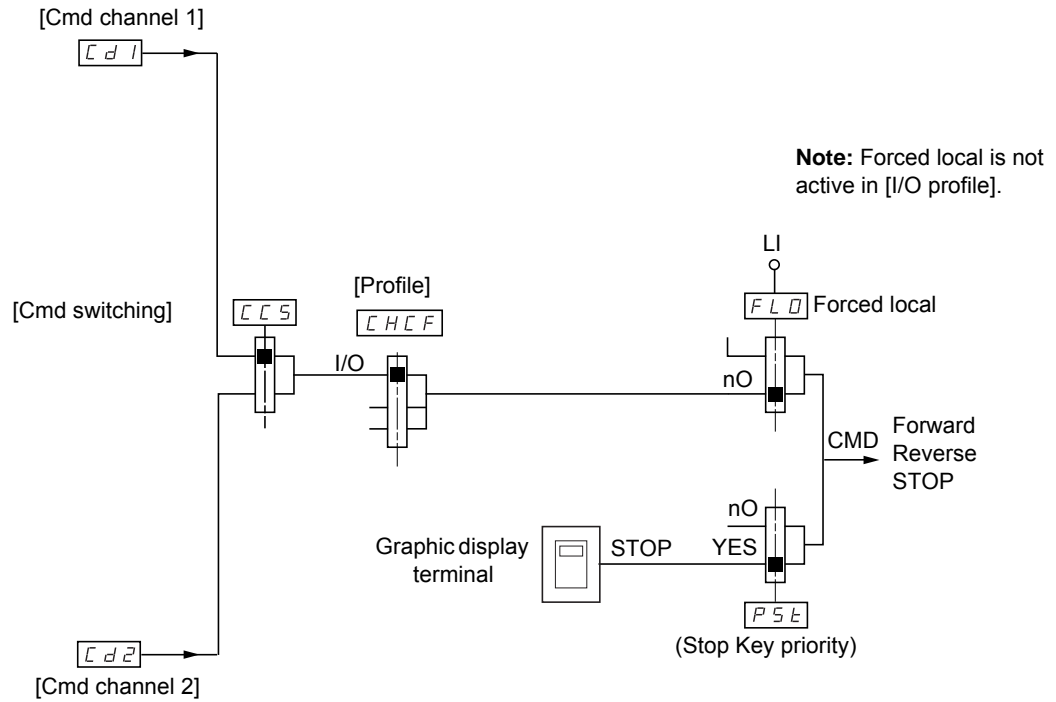 [Cmd channel 1]
Cd1
Note: Forced local is not
active in [I/O profile].
LI
[Profile]
[Cmd switching]
CCS
CHCF
FLO
Forced local
I/O
nO
CMD
Forward
Reverse
STOP
nO
Graphic display
terminal
STOP
YES
PSt
(Stop Key priority)
Cd2
[Cmd channel 2]